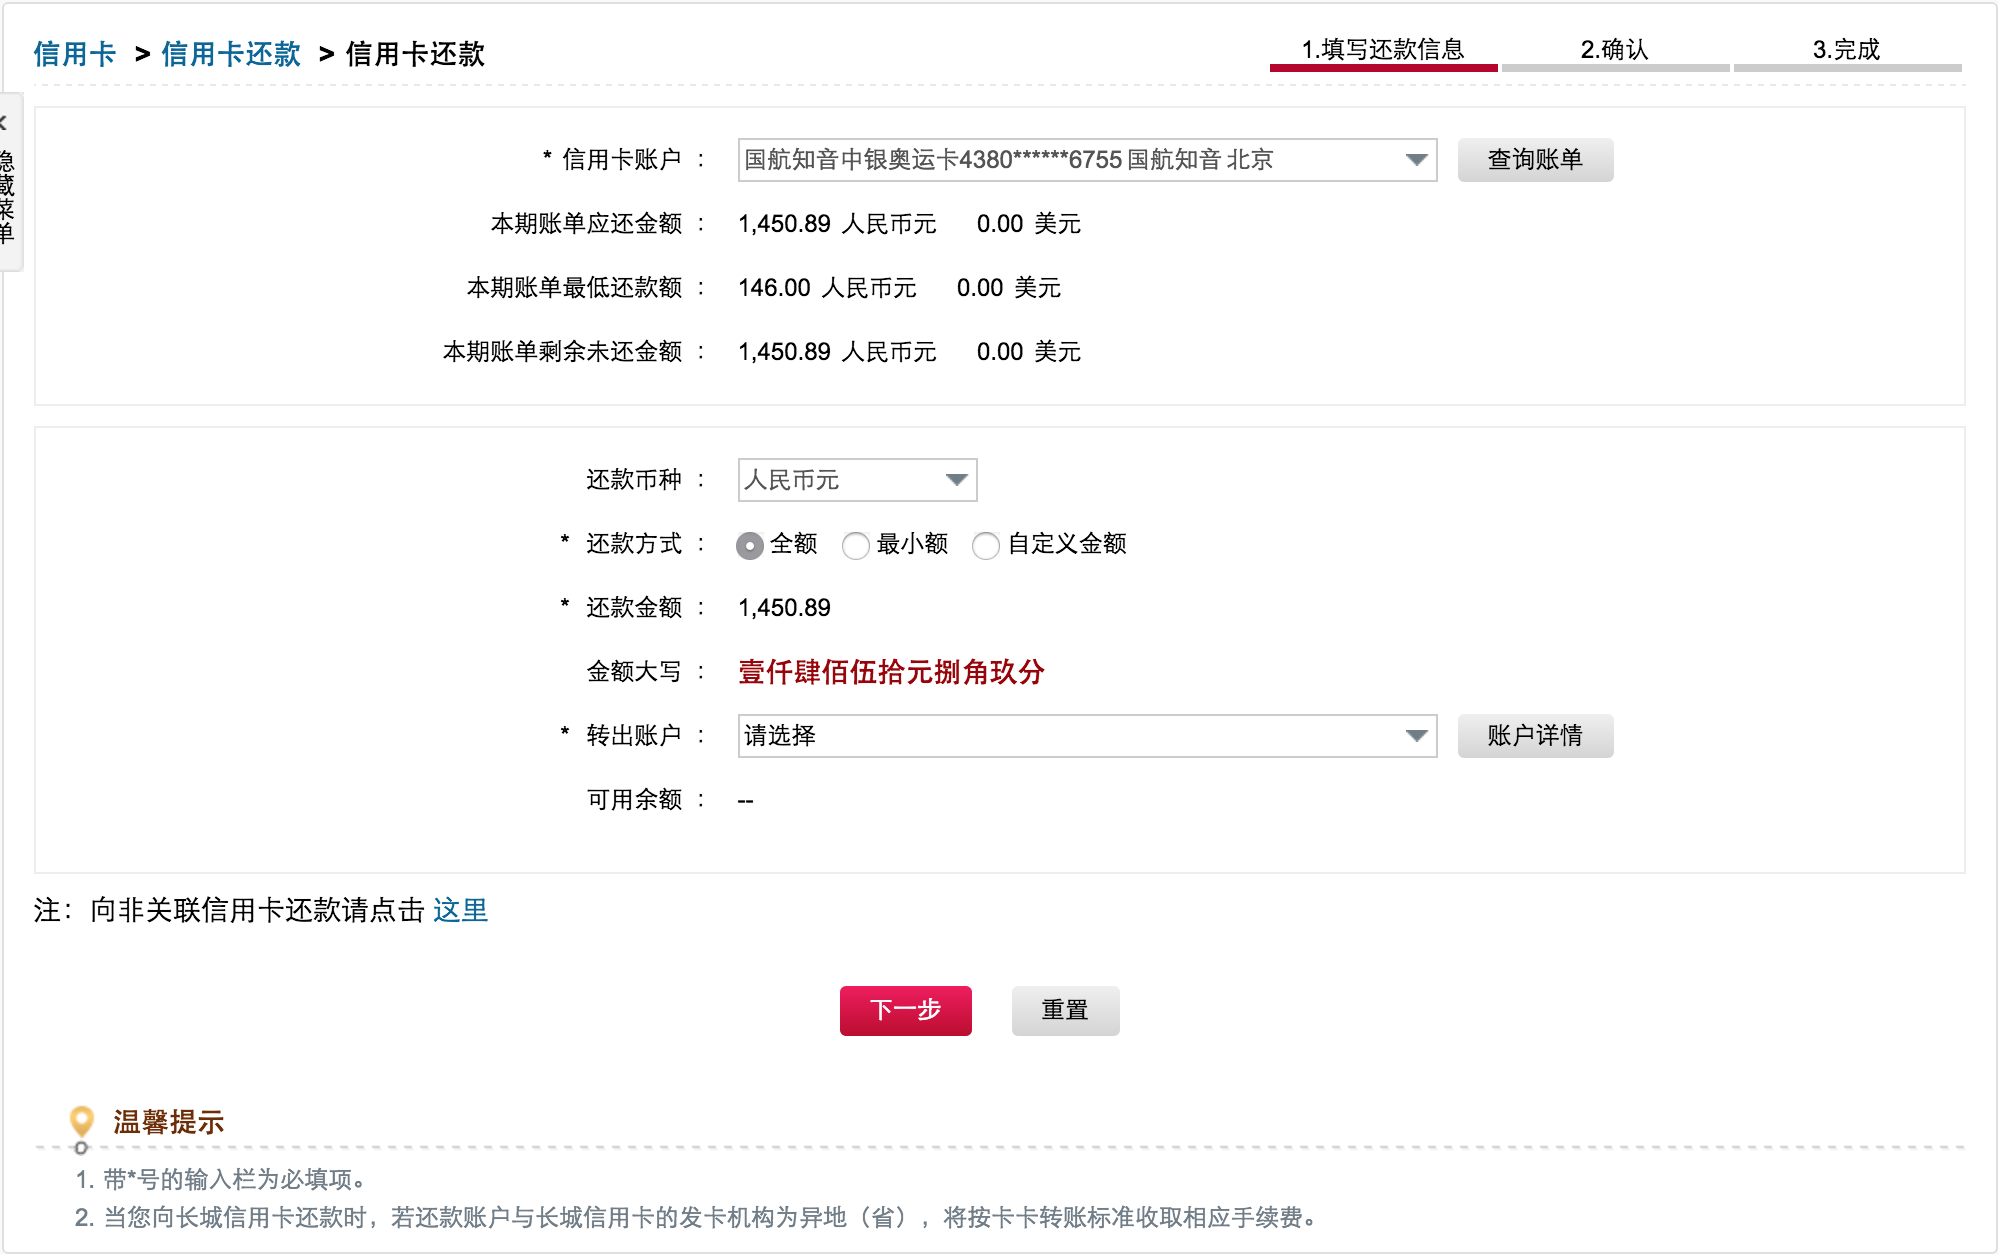 信用卡 > 信用卡还款 > 信用卡还款
1.填写还款信息 2.确认 3.完成
隐藏菜单
* 信用卡账户 : 国航知音中银奥运卡4380******6755 国航知音 北京 查询账单
本期账单应还金额 : 1,450.89 人民币元 0.00 美元
本期账单最低还款额 : 146.00 人民币元 0.00 美元
本期账单剩余未还金额 : 1,450.89 人民币元 0.00 美元
还款币种 : 人民币元
* 还款方式 : 全额 最小额 自定义金额
* 还款金额 : 1,450.89
金额大写 : 壹仟肆佰伍拾元捌角玖分
* 转出账户 : 请选择 账户详情
可用余额 : --
注：向非关联信用卡还款请点击 这里
下一步 重置
温馨提示
1. 带*号的输入栏为必填项。
2. 当您向长城信用卡还款时，若还款账户与长城信用卡的发卡机构为异地（省），将按卡卡转账标准收取相应手续费。